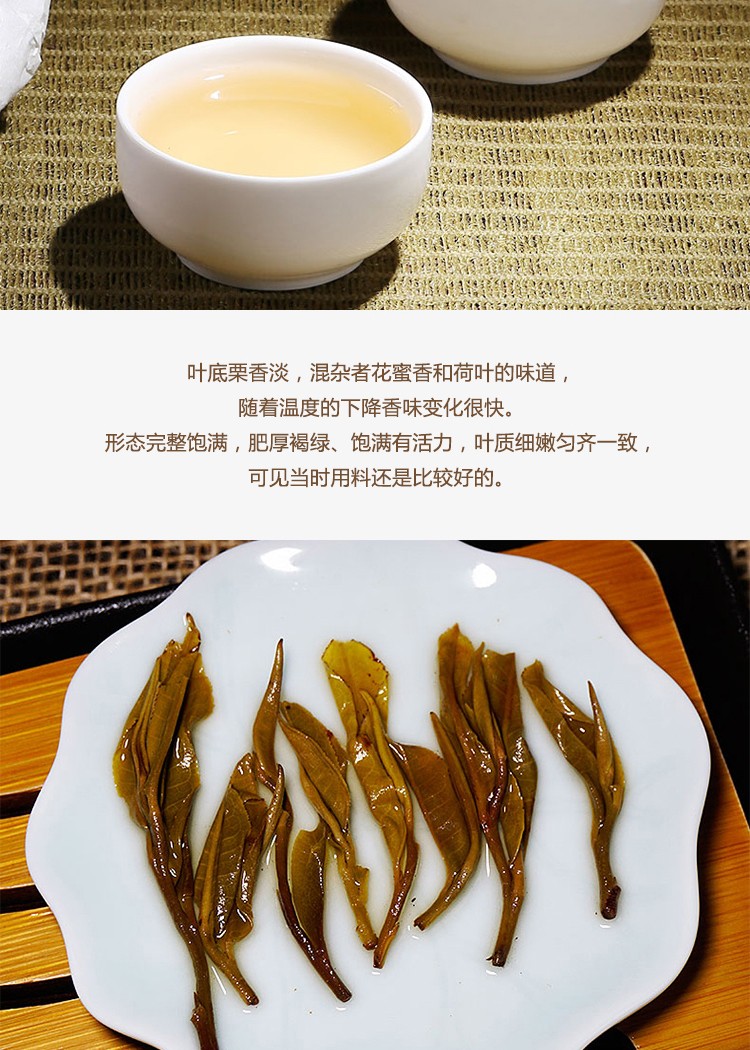 叶底栗香淡，混杂者花蜜香和荷叶的味道，
随着温度的下降香味变化很快。
形态完整饱满，肥厚褐绿、饱满有活力，叶质细嫩匀齐一致，
可见当时用料还是比较好的。